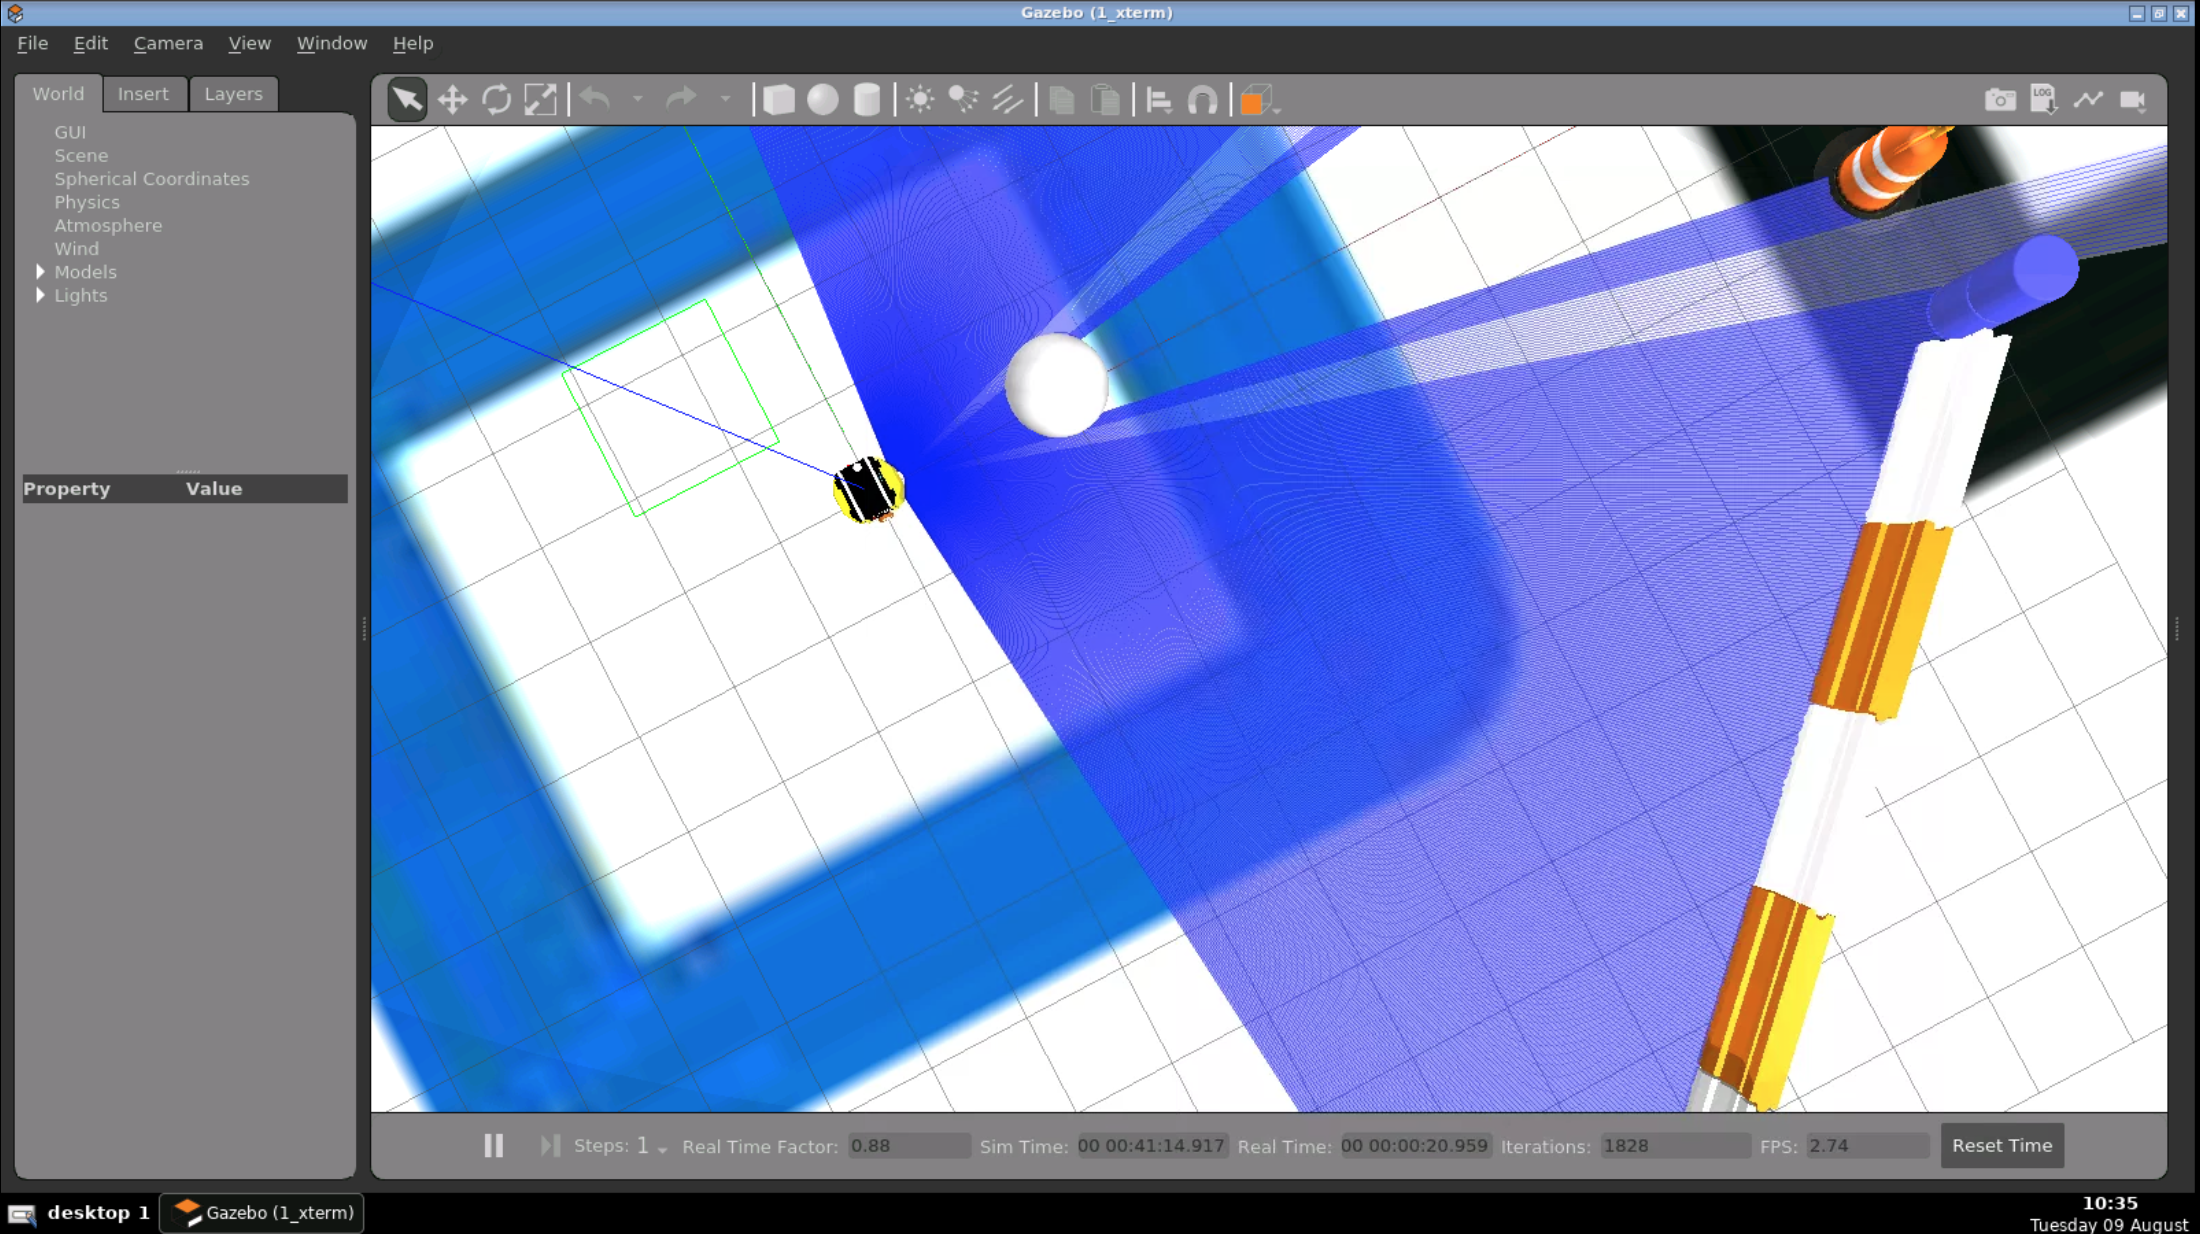 Gazebo (1_xterm)
File Edit Camera View Window Help
World Insert Layers
LOG
GUI
Scene
Spherical Coordinates
Physics
Atmosphere
Wind
Models
Lights
Property Value
Steps: 1 Real Time Factor: 0.88 Sim Time: 00 00:41:14.917 Real Time: 00 00:00:20.959 Iterations: 1828 FPS: 2.74 Reset Time
desktop 1 Gazebo (1_xterm)
10:35
Tuesday 09 August